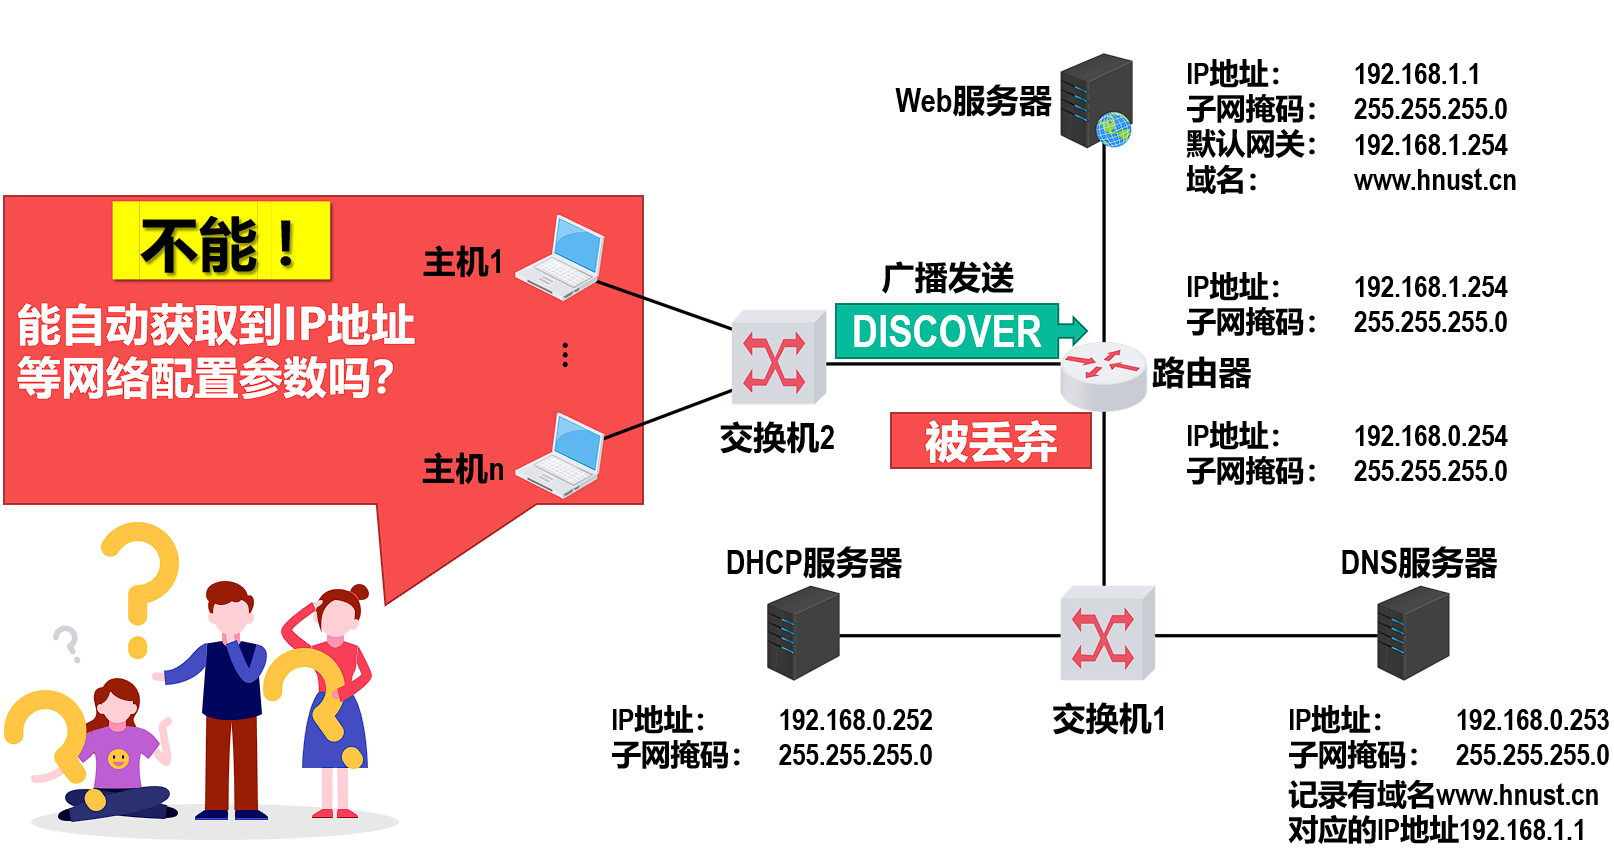 Web服务器
IP地址： 192.168.1.1
子网掩码： 255.255.255.0
默认网关： 192.168.1.254
域名： www.hnust.cn
不能！
能自动获取到IP地址
等网络配置参数吗？
主机1
⋮
主机n
交换机2
广播发送
DISCOVER
被丢弃
IP地址： 192.168.1.254
子网掩码： 255.255.255.0
路由器
IP地址： 192.168.0.254
子网掩码： 255.255.255.0
DHCP服务器
IP地址： 192.168.0.252
子网掩码： 255.255.255.0
交换机1
DNS服务器
IP地址： 192.168.0.253
子网掩码： 255.255.255.0
记录有域名www.hnust.cn
对应的IP地址192.168.1.1